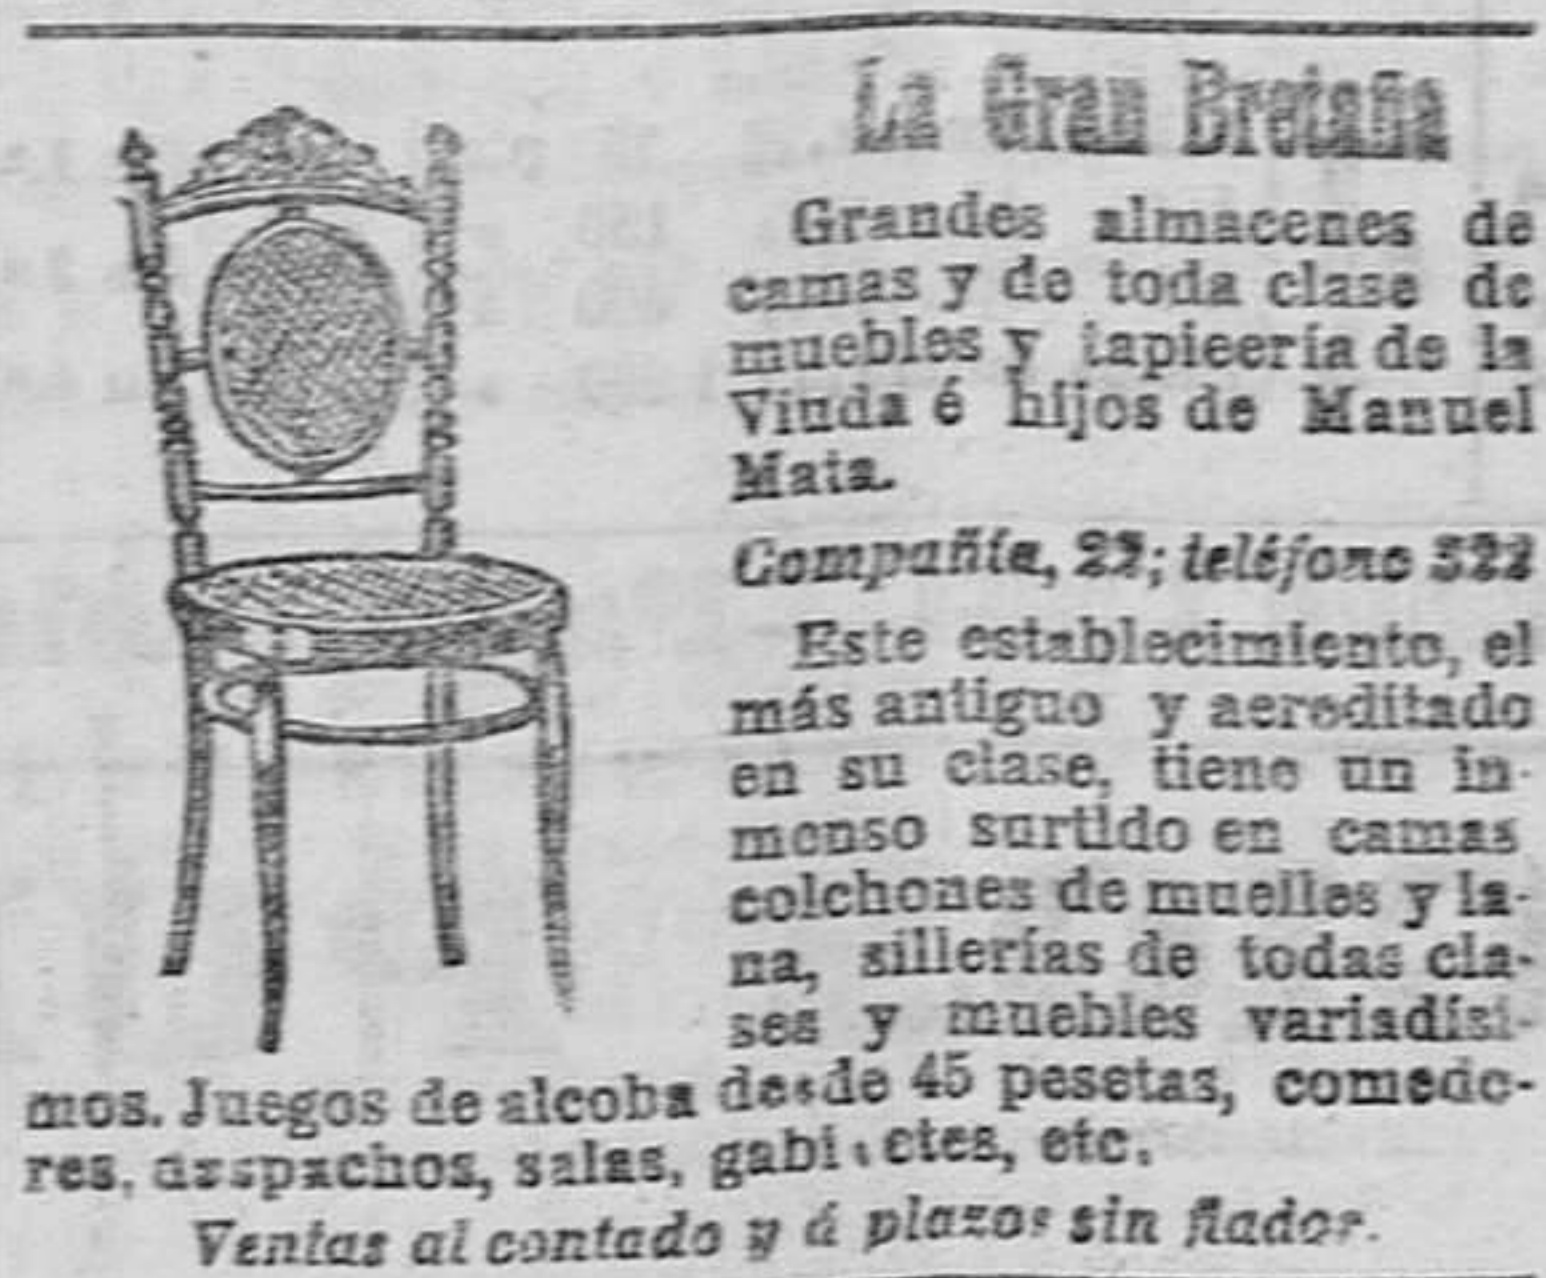 La Gran Bretaña
Grandes almacenes de
camas y de toda clase de
muebles y tapicería de la
Viuda é hijos de Manuel
Mata.
Compañía, 22; teléfono 322
Este establecimiento, el
más antiguo y acreditado
en su clase, tiene un in-
menso surtido en camas
colchones de muelles y la-
na, sillerías de todas cla-
ses y muebles variadísi-
mos. Juegos de alcoba desde 45 pesetas, comedo-
res, despachos, salas, gabinetes, etc.
Ventas al contado y á plazos sin fiador.